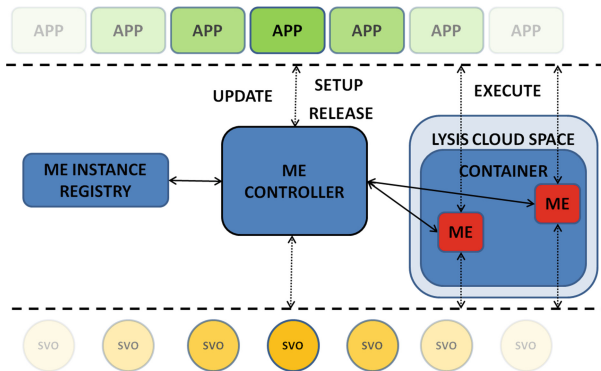 APP APP APP APP APP APP APP
UPDATE SETUP EXECUTE
RELEASE
LYSIS CLOUD SPACE
ME INSTANCE
REGISTRY
ME
CONTROLLER
CONTAINER
ME
ME
SVO SVO SVO SVO SVO SVO SVO